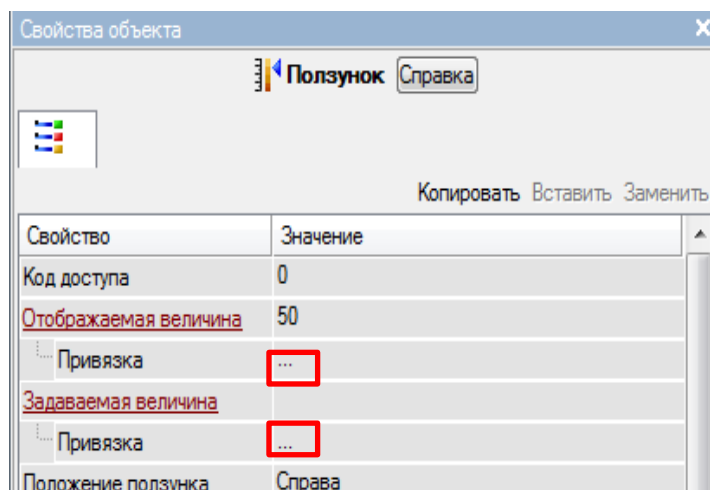 Свойства объекта
Ползунок Справка
Копировать Вставить Заменить
Свойство Значение
Код доступа 0
Отображаемая величина 50
Привязка ...
Задаваемая величина
Привязка ...
Положение ползунка Справа